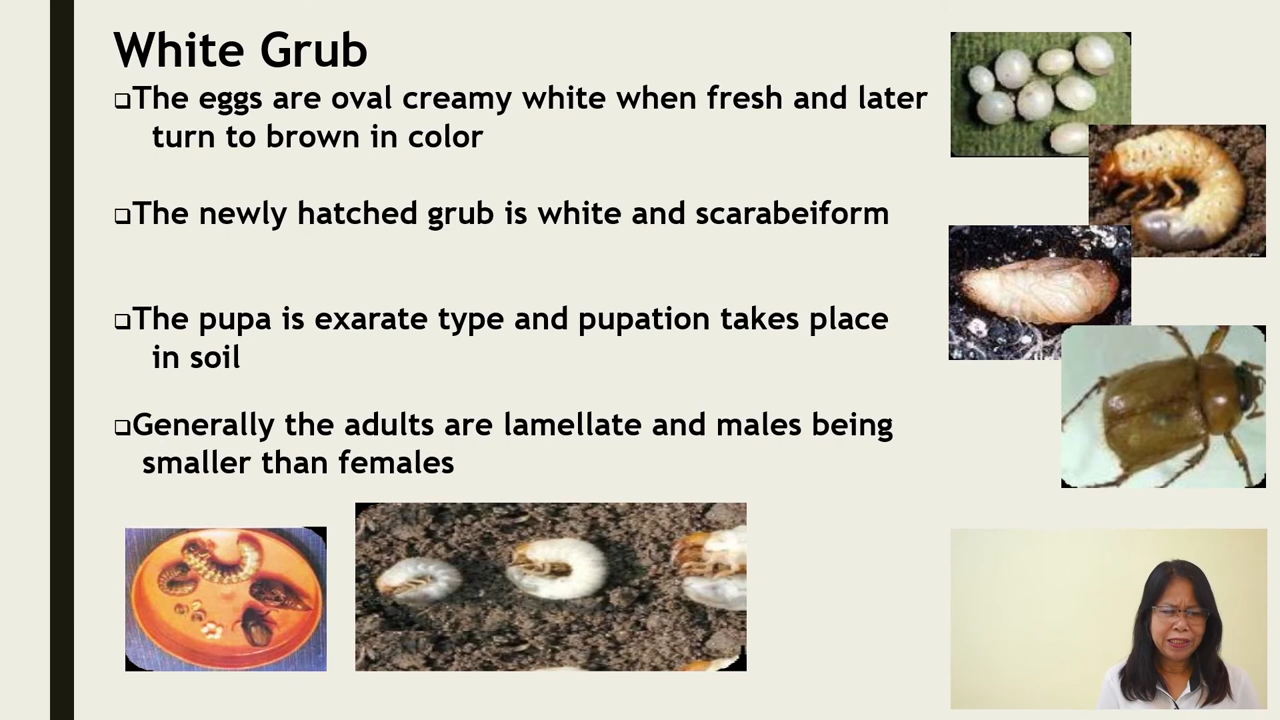 White Grub
❑The eggs are oval creamy white when fresh and later
turn to brown in color
❑The newly hatched grub is white and scarabeiform
❑The pupa is exarate type and pupation takes place
in soil
❑Generally the adults are lamellate and males being
smaller than females